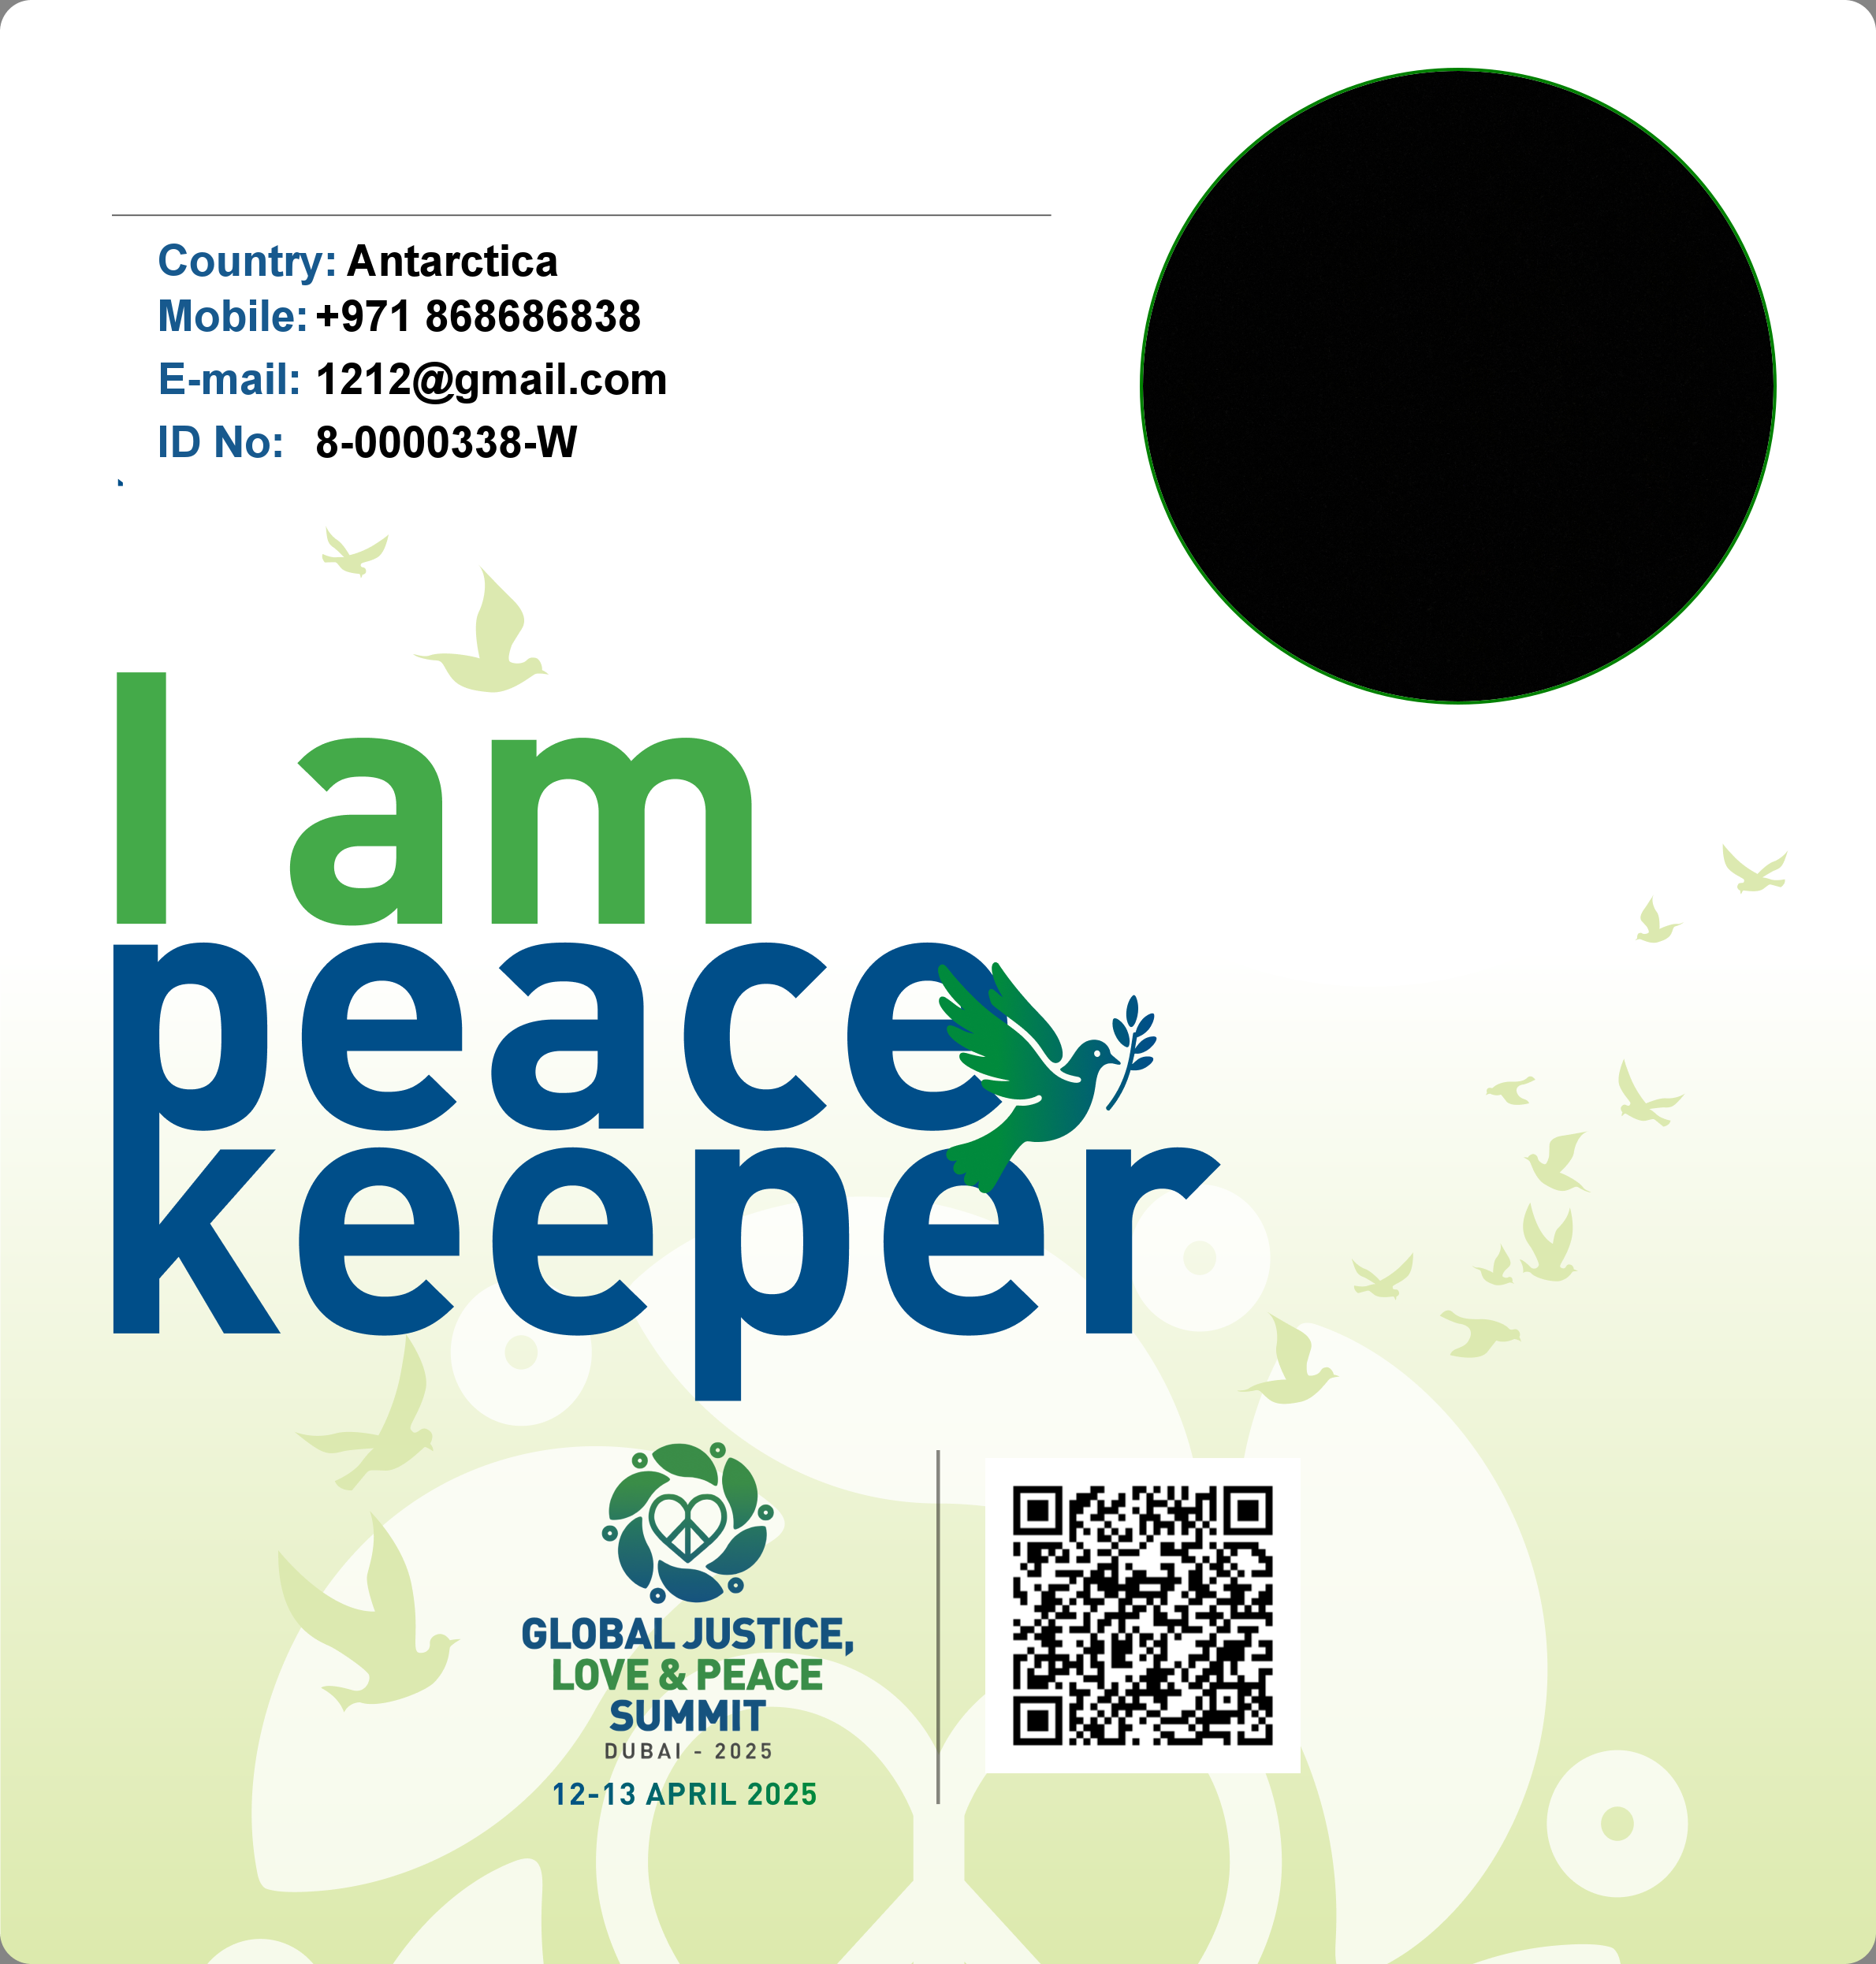 Country: Antarctica
Mobile: +971 868686838
E-mail: 1212@gmail.com
ID No: 8-0000338-W
I am
peace
keeper
GLOBAL JUSTICE,
LOVE & PEACE
SUMMIT
DUBAI - 2025
12-13 APRIL 2025